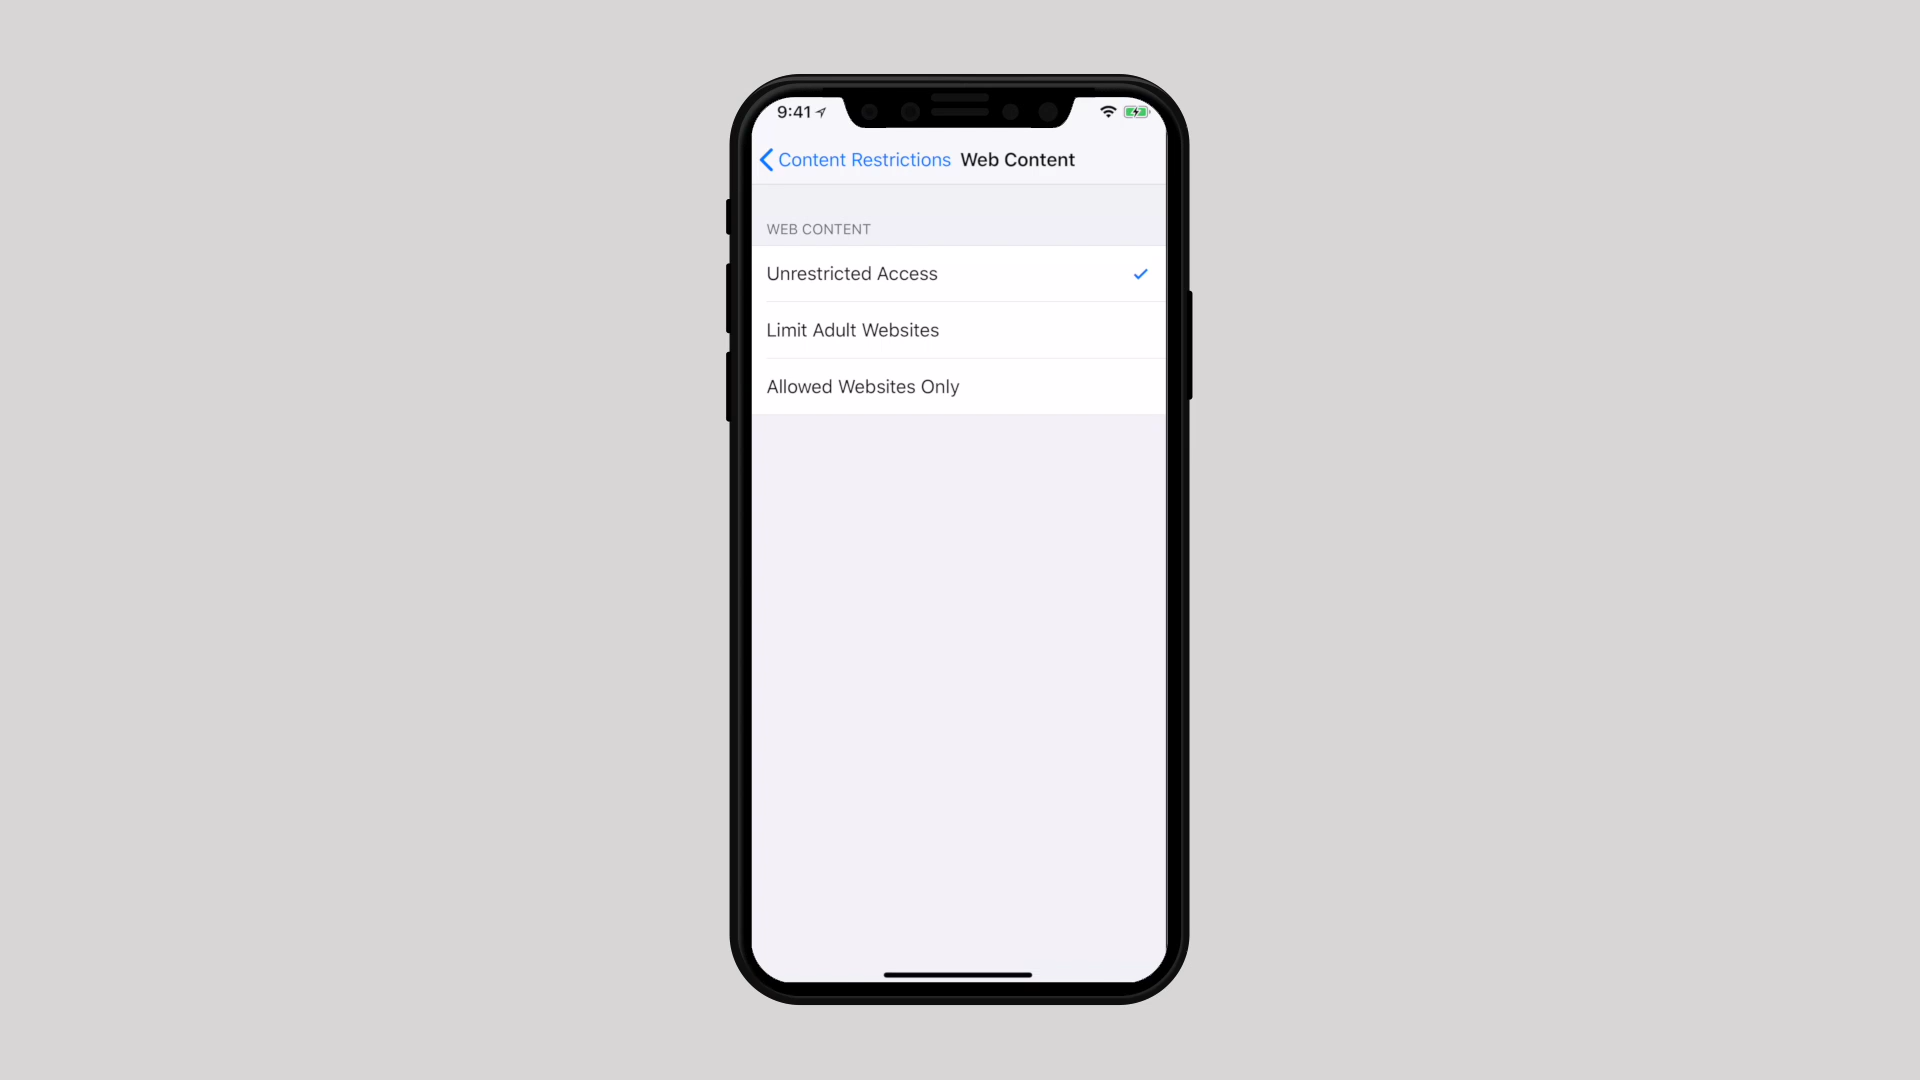 9:41
Content Restrictions Web Content
WEB CONTENT
Unrestricted Access
Limit Adult Websites
Allowed Websites Only